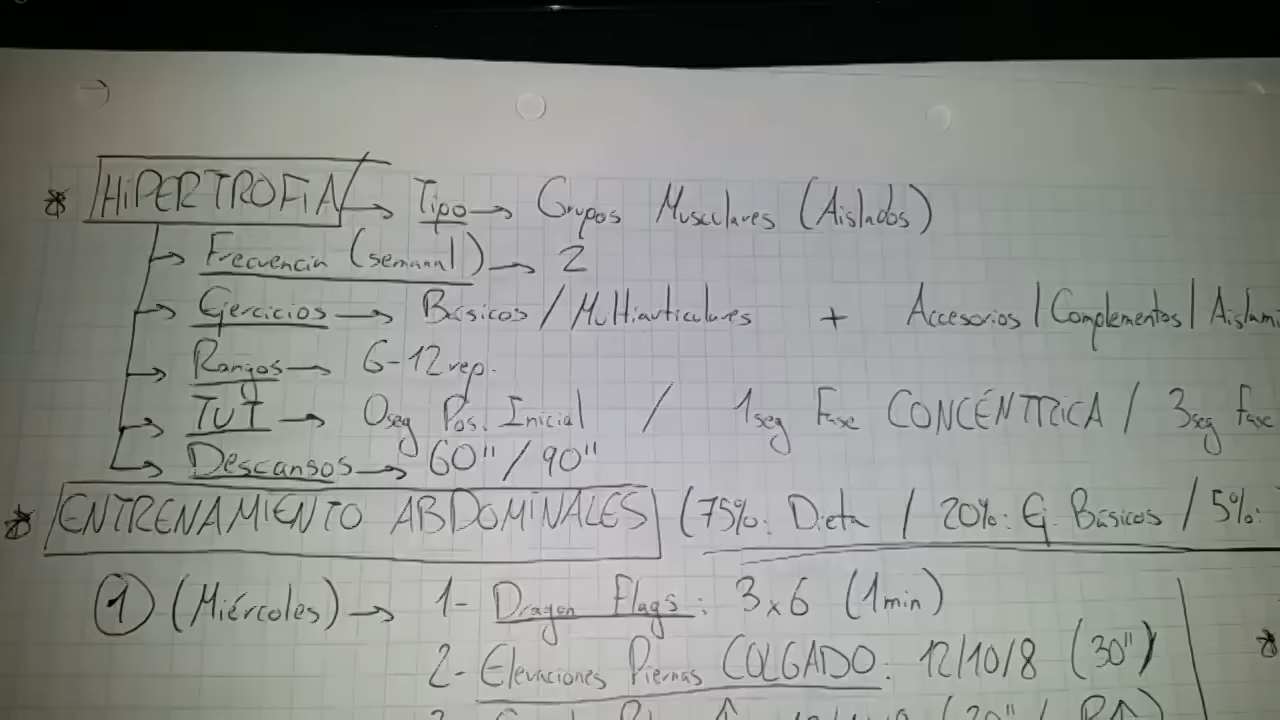 * HIPERTROFIA → Tipo → Grupos Musculares (Aislados)
→ Frecuencia (semanal) → 2
→ Ejercicios → Básicos / Multiarticulares + Accesorios / Complementos / Aislami
→ Rangos → 6-12 rep.
→ TUT → 0seg Pos. Inicial / 1seg Fase CONCÉNTRICA / 3seg Fase
→ Descansos → 60" / 90"
* ENTRENAMIENTO ABDOMINALES (75%: Dieta / 20%: Ej. Básicos / 5%:
① (Miércoles) → 1- Dragon Flags: 3x6 (1min)
2- Elevaciones Piernas COLGADO: 12/10/8 (30")